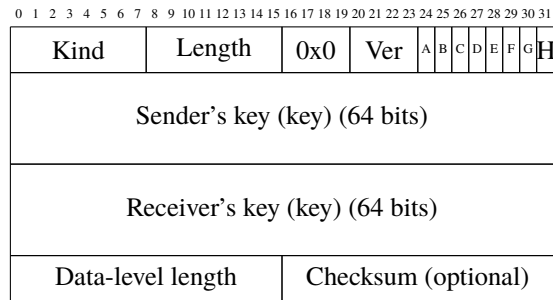 0 1 2 3 4 5 6 7 8 9 10 11 12 13 14 15 16 17 18 19 20 21 22 23 24 25 26 27 28 29 30 31
Kind Length 0x0 Ver A B C D E F G H
Sender's key (key) (64 bits)
Receiver's key (key) (64 bits)
Data-level length Checksum (optional)